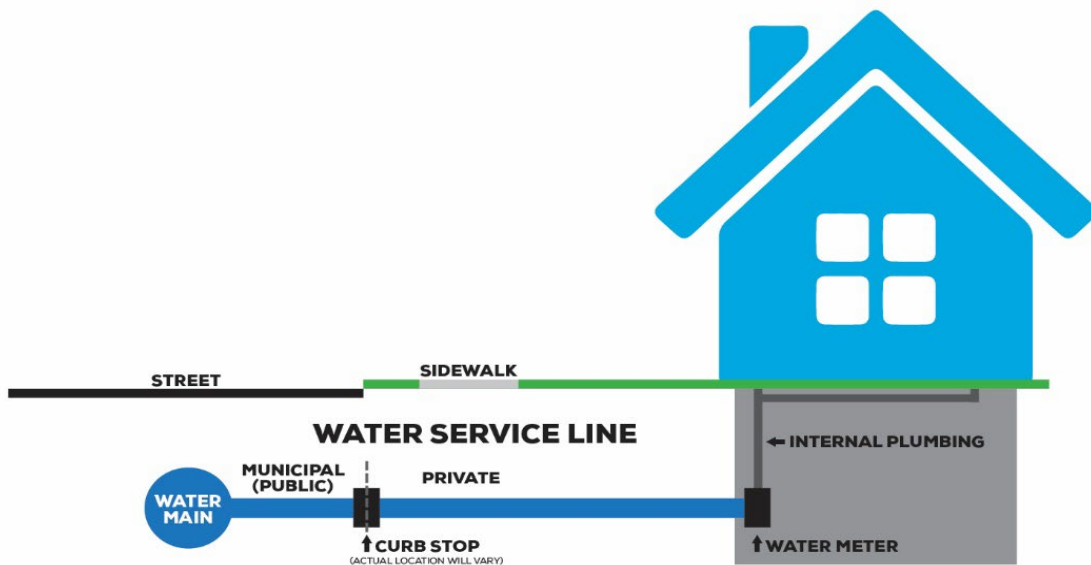 STREET
SIDEWALK
WATER SERVICE LINE
INTERNAL PLUMBING
MUNICIPAL
(PUBLIC)
PRIVATE
WATER
MAIN
CURB STOP
(ACTUAL LOCATION WILL VARY)
WATER METER